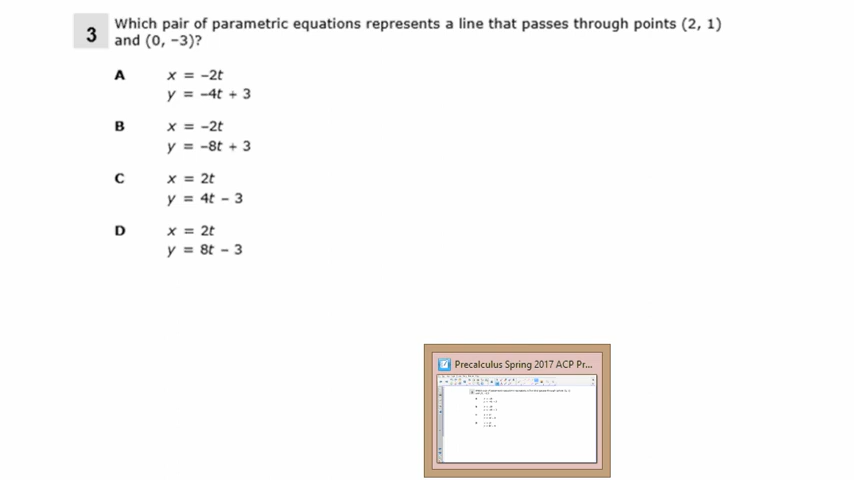 3 Which pair of parametric equations represents a line that passes through points (2, 1)
and (0, −3)?
A x = −2t
y = −4t + 3
B x = −2t
y = −8t + 3
C x = 2t
y = 4t − 3
D x = 2t
y = 8t − 3
Precalculus Spring 2017 ACP Pr...